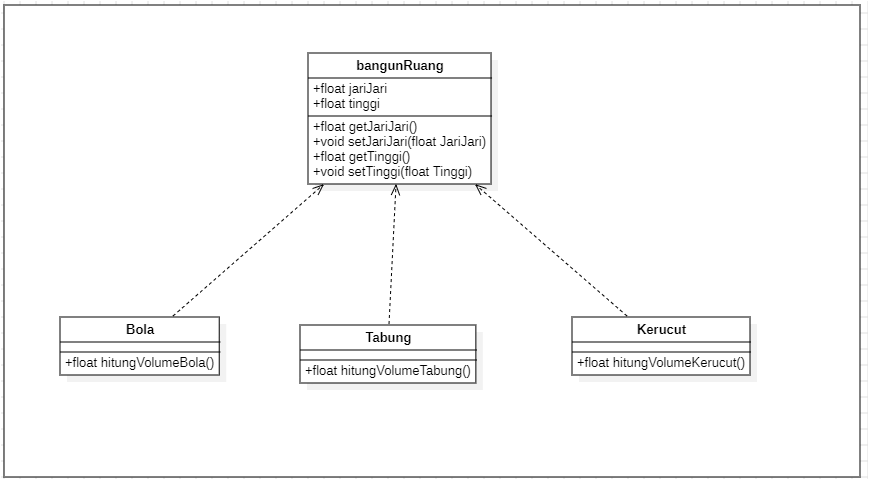 bangunRuang
+float jariJari
+float tinggi
+float getJariJari()
+void setJariJari(float JariJari)
+float getTinggi()
+void setTinggi(float Tinggi)
Bola
+float hitungVolumeBola()
Tabung
+float hitungVolumeTabung()
Kerucut
+float hitungVolumeKerucut()